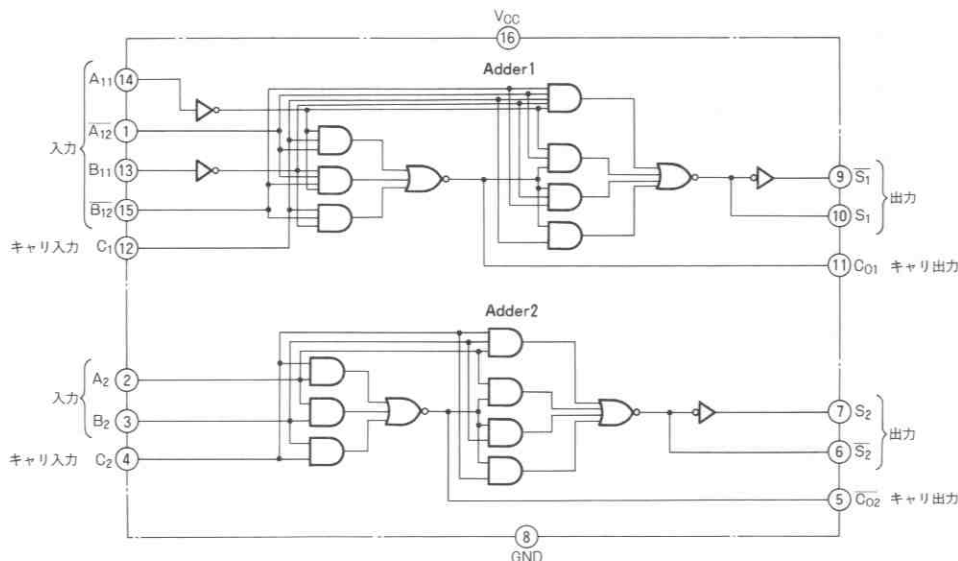 VCC
16
Adder1
入力
A11 14
A12 1
B11 13
B12 15
キャリ入力 C1 12
9 S1
10 S1
出力
11 CO1 キャリ出力
Adder2
入力
A2 2
B2 3
キャリ入力 C2 4
7 S2
6 S2
出力
5 CO2 キャリ出力
8
GND